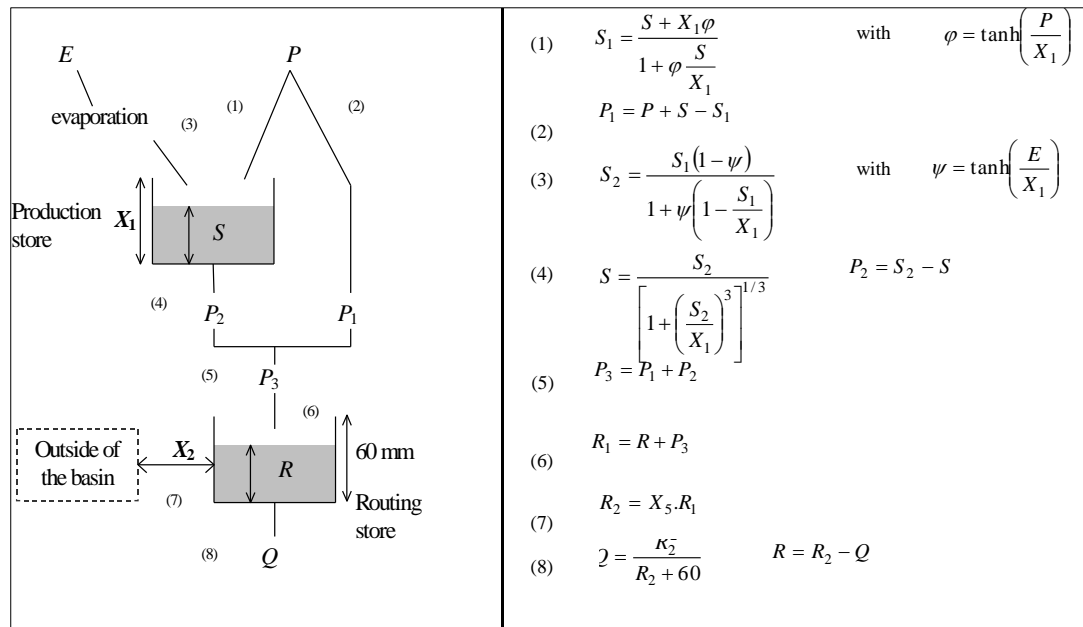 E P
evaporation (3) (1) (2)
Production store X₁ S
(4) P₂ P₁
(5) P₃
(6)
Outside of the basin X₂ R 60 mm
(7) Routing store
(8) Q
(1) S₁ = (S + X₁φ) / (1 + φ S/X₁) with φ = tanh(P/X₁)
(2) P₁ = P + S − S₁
(3) S₂ = S₁(1 − ψ) / (1 + ψ(1 − S₁/X₁)) with ψ = tanh(E/X₁)
(4) S = S₂ / [1 + (S₂/X₁)³]^(1/3) P₂ = S₂ − S
(5) P₃ = P₁ + P₂
(6) R₁ = R + P₃
(7) R₂ = X₅.R₁
(8) Q = R₂² / (R₂ + 60) R = R₂ − Q